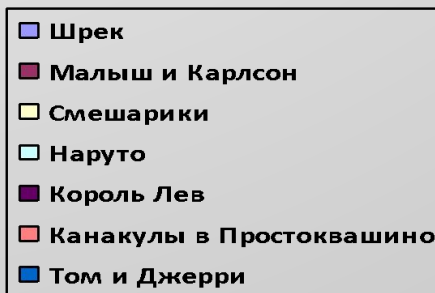 Шрек
Малыш и Карлсон
Смешарики
Наруто
Король Лев
Канакулы в Простоквашино
Том и Джерри